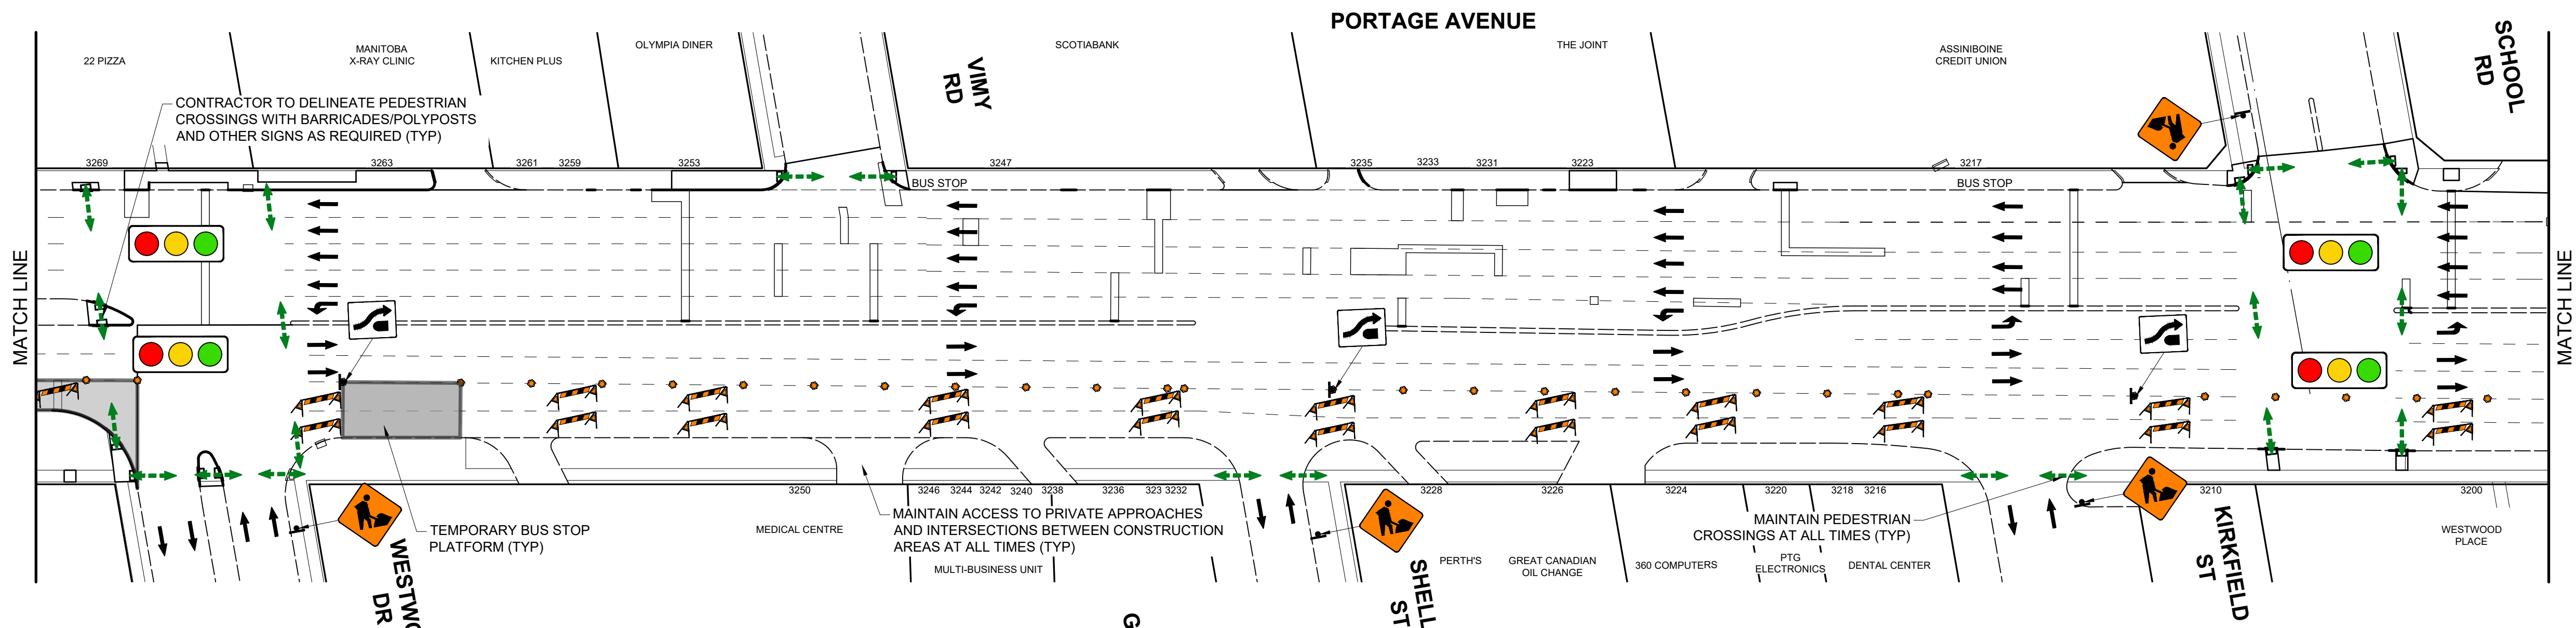 PORTAGE AVENUE
22 PIZZA
MANITOBA
X-RAY CLINIC
KITCHEN PLUS
OLYMPIA DINER
VIMY
RD
SCOTIABANK
THE JOINT
ASSINIBOINE
CREDIT UNION
SCHOOL
RD
CONTRACTOR TO DELINEATE PEDESTRIAN
CROSSINGS WITH BARRICADES/POLYPOSTS
AND OTHER SIGNS AS REQUIRED (TYP)
3269
3263
3261
3259
3253
3247
3235
3233
3231
3223
3217
BUS STOP
BUS STOP
MATCH LINE
MATCH LINE
3250
3246
3244
3242
3240
3238
3236
323
3232
3228
3226
3224
3220
3218
3216
3210
3200
TEMPORARY BUS STOP
PLATFORM (TYP)
MEDICAL CENTRE
MAINTAIN ACCESS TO PRIVATE APPROACHES
AND INTERSECTIONS BETWEEN CONSTRUCTION
AREAS AT ALL TIMES (TYP)
MULTI-BUSINESS UNIT
MAINTAIN PEDESTRIAN
CROSSINGS AT ALL TIMES (TYP)
PERTH'S
GREAT CANADIAN
OIL CHANGE
360 COMPUTERS
PTG
ELECTRONICS
DENTAL CENTER
WESTWOOD
PLACE
WESTWO
DR
G
SHELL
ST
KIRKFIELD
ST